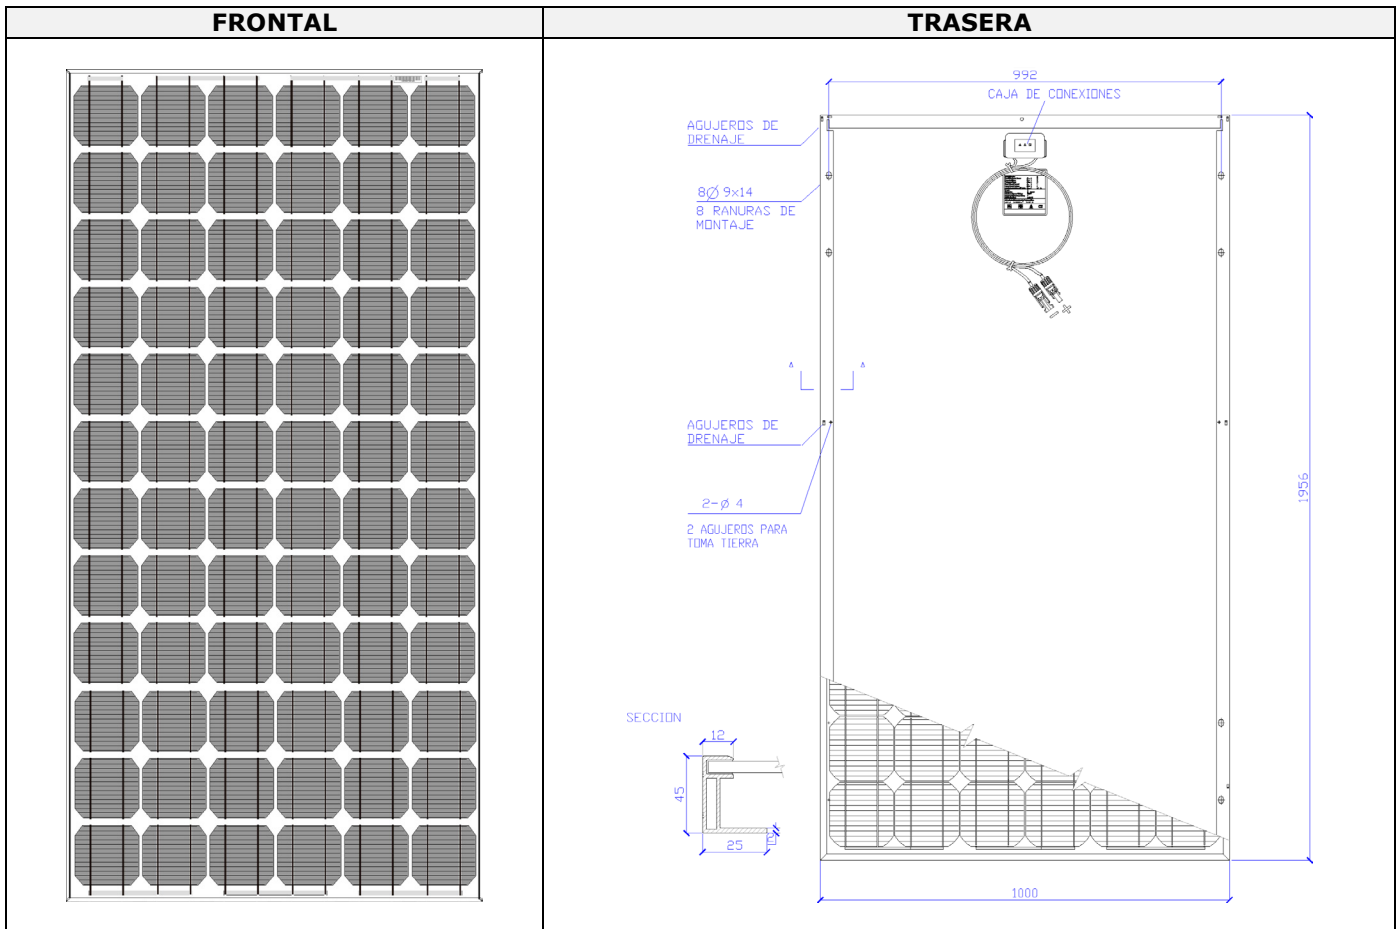 FRONTAL
TRASERA
992
CAJA DE CONEXIONES
AGUJEROS DE
DRENAJE
8Ø 9x14
8 RANURAS DE
MONTAJE
A A
AGUJEROS DE
DRENAJE
2-Ø 4
2 AGUJEROS PARA
TOMA TIERRA
1956
SECCION
12
45
25
1000